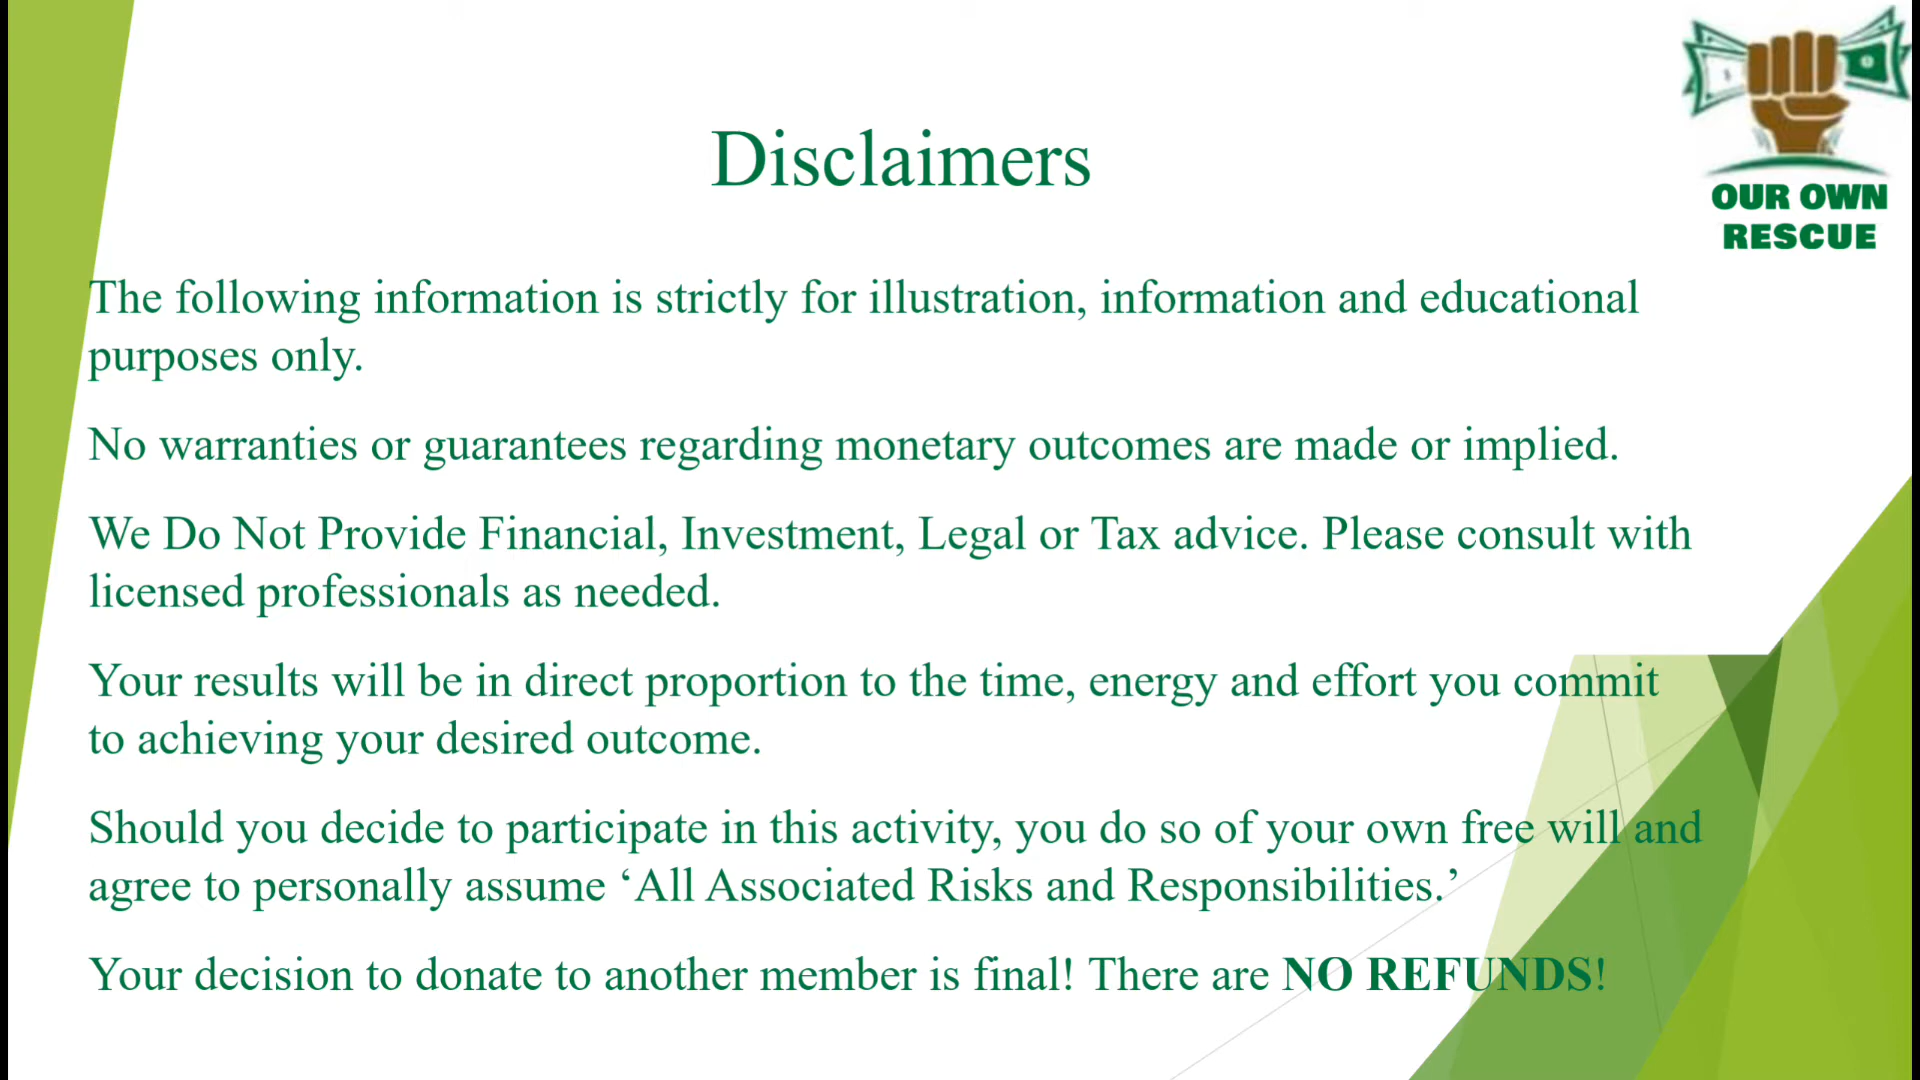 OUR OWN
RESCUE
Disclaimers
The following information is strictly for illustration, information and educational
purposes only.
No warranties or guarantees regarding monetary outcomes are made or implied.
We Do Not Provide Financial, Investment, Legal or Tax advice. Please consult with
licensed professionals as needed.
Your results will be in direct proportion to the time, energy and effort you commit
to achieving your desired outcome.
Should you decide to participate in this activity, you do so of your own free will and
agree to personally assume ‘All Associated Risks and Responsibilities.’
Your decision to donate to another member is final! There are NO REFUNDS!